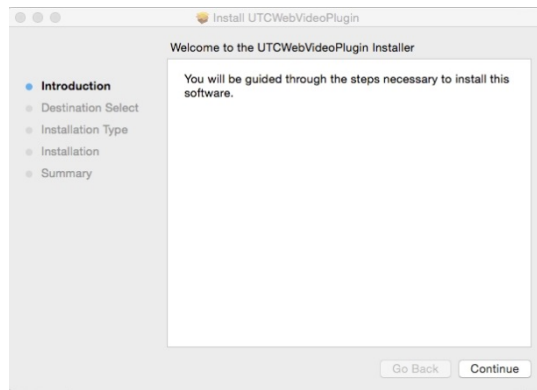 Install UTCWebVideoPlugin
Welcome to the UTCWebVideoPlugin Installer
Introduction
Destination Select
Installation Type
Installation
Summary
You will be guided through the steps necessary to install this
software.
Go Back
Continue